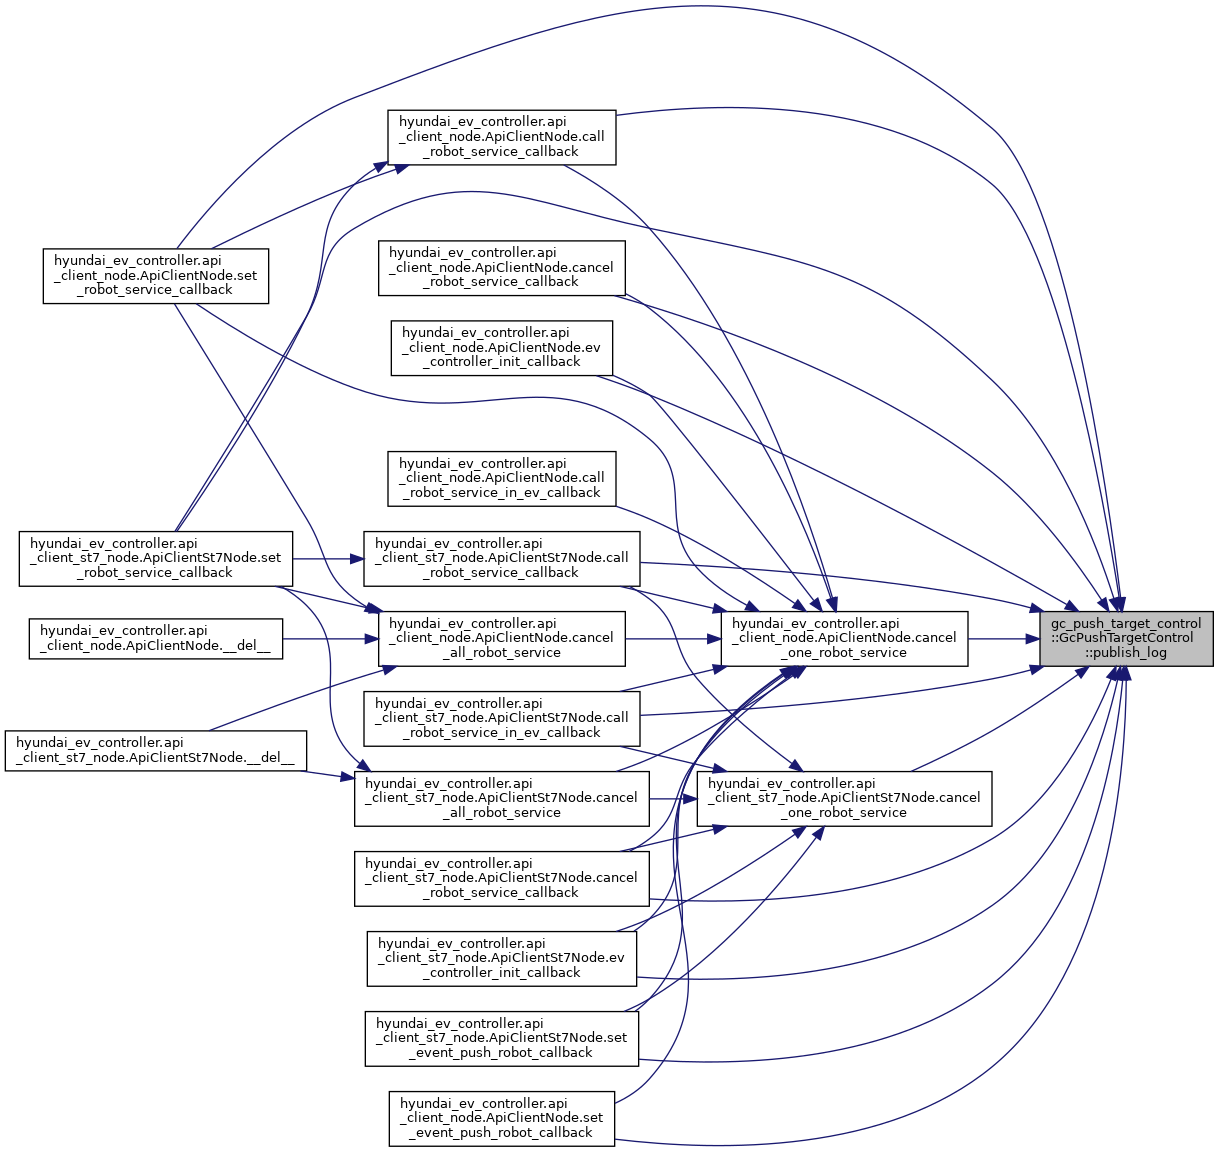 hyundai_ev_controller.api
_client_node.ApiClientNode.call
_robot_service_callback
hyundai_ev_controller.api
_client_node.ApiClientNode.set
_robot_service_callback
hyundai_ev_controller.api
_client_node.ApiClientNode.cancel
_robot_service_callback
hyundai_ev_controller.api
_client_node.ApiClientNode.ev
_controller_init_callback
hyundai_ev_controller.api
_client_node.ApiClientNode.call
_robot_service_in_ev_callback
hyundai_ev_controller.api
_client_st7_node.ApiClientSt7Node.set
_robot_service_callback
hyundai_ev_controller.api
_client_st7_node.ApiClientSt7Node.call
_robot_service_callback
hyundai_ev_controller.api
_client_node.ApiClientNode.__del__
hyundai_ev_controller.api
_client_node.ApiClientNode.cancel
_all_robot_service
hyundai_ev_controller.api
_client_node.ApiClientNode.cancel
_one_robot_service
gc_push_target_control
::GcPushTargetControl
::publish_log
hyundai_ev_controller.api
_client_st7_node.ApiClientSt7Node.call
_robot_service_in_ev_callback
hyundai_ev_controller.api
_client_st7_node.ApiClientSt7Node.__del__
hyundai_ev_controller.api
_client_st7_node.ApiClientSt7Node.cancel
_all_robot_service
hyundai_ev_controller.api
_client_st7_node.ApiClientSt7Node.cancel
_one_robot_service
hyundai_ev_controller.api
_client_st7_node.ApiClientSt7Node.cancel
_robot_service_callback
hyundai_ev_controller.api
_client_st7_node.ApiClientSt7Node.ev
_controller_init_callback
hyundai_ev_controller.api
_client_st7_node.ApiClientSt7Node.set
_event_push_robot_callback
hyundai_ev_controller.api
_client_node.ApiClientNode.set
_event_push_robot_callback